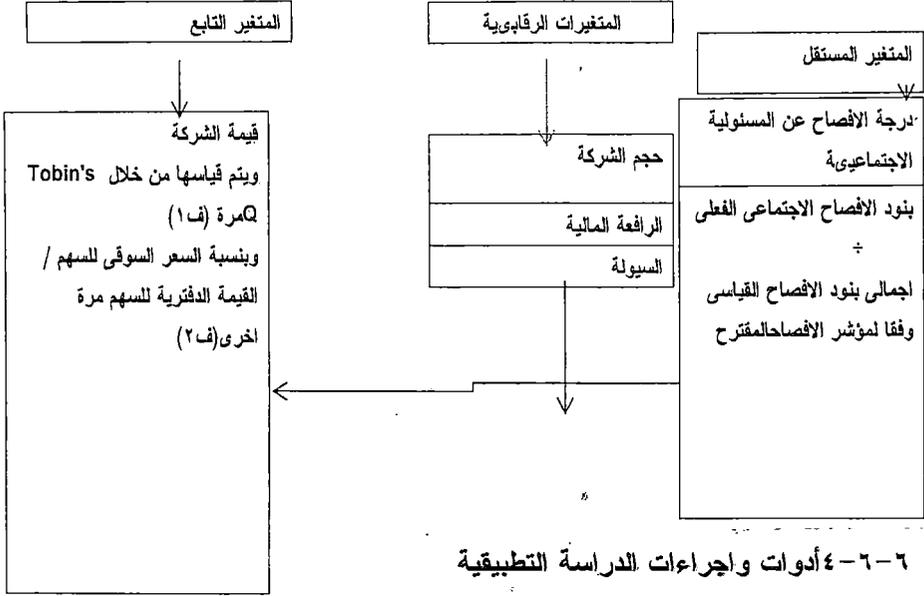 المتغير المستقل
درجة الافصاح عن المسئولية
الاجتماعيىة
بنود الافصاح الاجتماعى الفعلى
÷
اجمالى بنود الافصاح القياسى
وفقا لمؤشر الافصاحالمقترح
المتغيرات الرقابىية
حجم الشركة
الرافعة المالية
السيولة
المتغير التابع
قيمة الشركة
ويتم قياسها من خلال Tobin's
Qمرة (ف١)
وبنسبة السعر السوقى للسهم /
القيمة الدفترية للسهم مرة
اخرى(ف٢)
٦-٦-٤أدوات واجراءات الدراسة التطبيقية